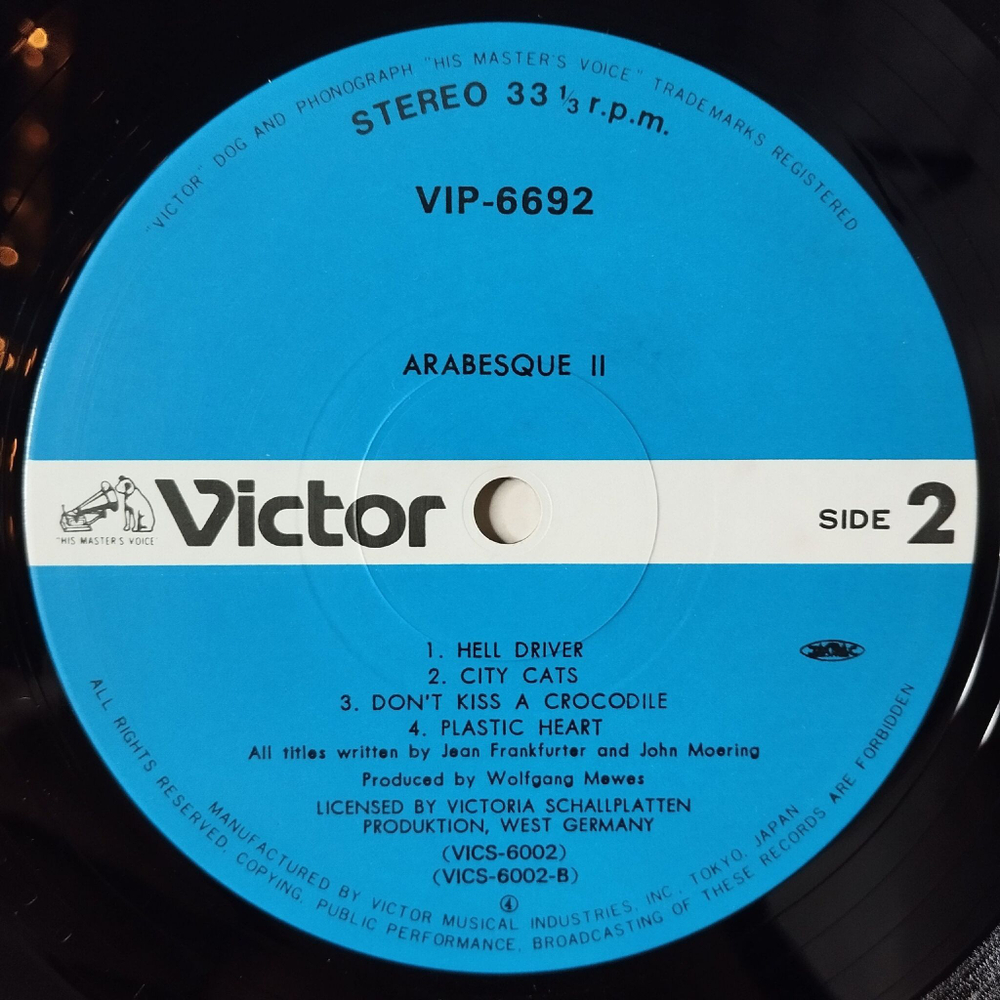 "VICTOR" DOG AND PHONOGRAPH "HIS MASTER'S VOICE" TRADEMARKS REGISTERED
STEREO 33 1/3 r.p.m.
VIP-6692
ARABESQUE II
"HIS MASTER'S VOICE"
Victor
SIDE 2
1. HELL DRIVER
2. CITY CATS
3. DON'T KISS A CROCODILE
4. PLASTIC HEART
All titles written by Jean Frankfurter and John Moering
Produced by Wolfgang Mewes
LICENSED BY VICTORIA SCHALLPLATTEN
PRODUKTION, WEST GERMANY
(VICS-6002)
(VICS-6002-B)
④
MANUFACTURED BY VICTOR MUSICAL INDUSTRIES, INC., TOKYO, JAPAN
ALL RIGHTS RESERVED, COPYING, PUBLIC PERFORMANCE, BROADCASTING OF THESE RECORDS ARE FORBIDDEN